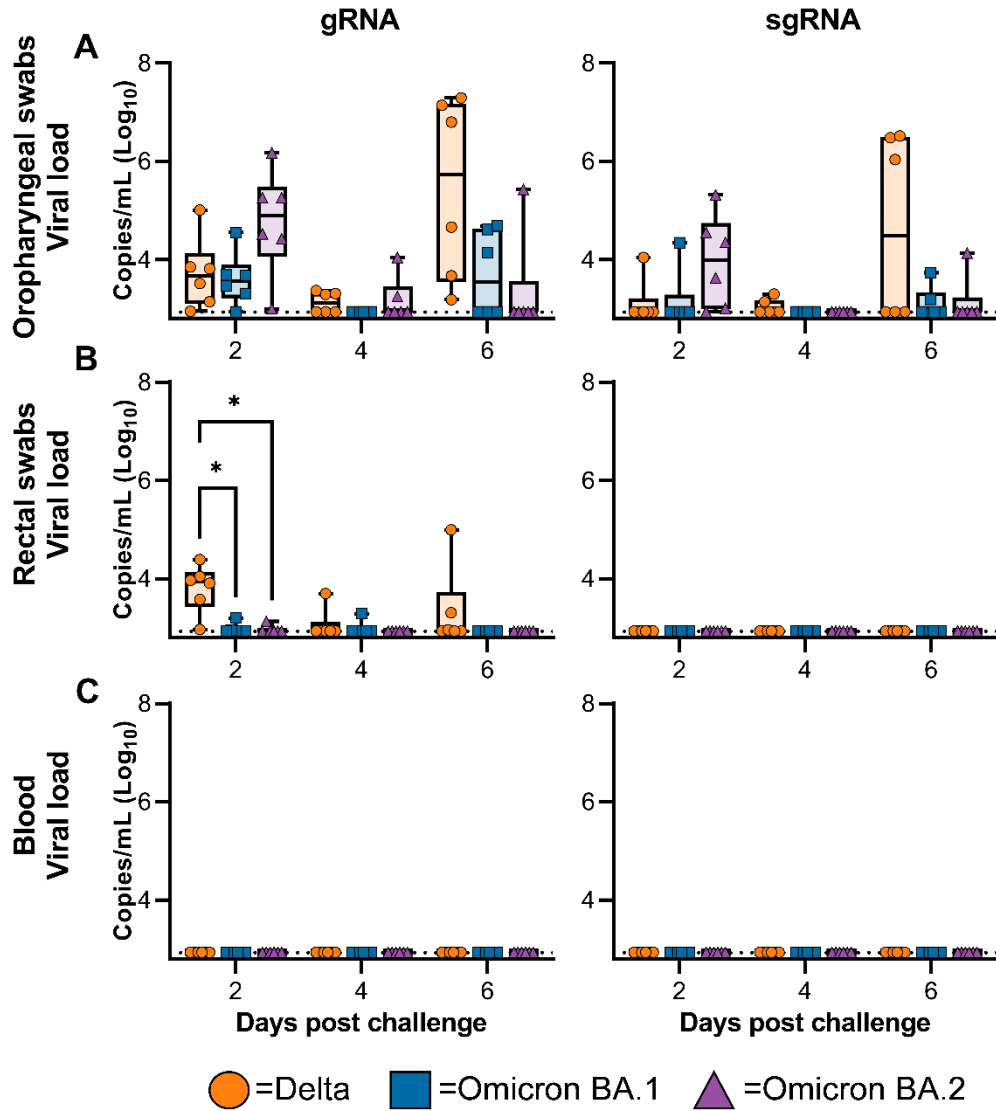 gRNA
sgRNA
A
Oropharyngeal swabs
Viral load
Copies/mL (Log₁₀)
8
6
4
2
4
6
8
6
4
2
4
6
B
Rectal swabs
Viral load
Copies/mL (Log₁₀)
8
6
4
*
*
2
4
6
8
6
4
2
4
6
C
Blood
Viral load
Copies/mL (Log₁₀)
8
6
4
2
4
6
Days post challenge
8
6
4
2
4
6
Days post challenge
=Delta
=Omicron BA.1
=Omicron BA.2